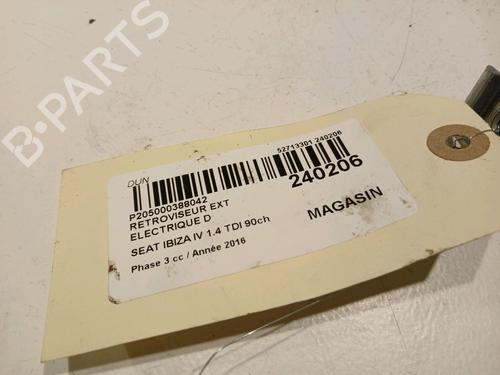 B-PARTS
DUN
52713301 240206
P205000388042
240206
RETROVISEUR EXT
ELECTRIQUE D
MAGASIN
SEAT IBIZA IV 1.4 TDI 90ch
Phase 3 cc / Année 2016